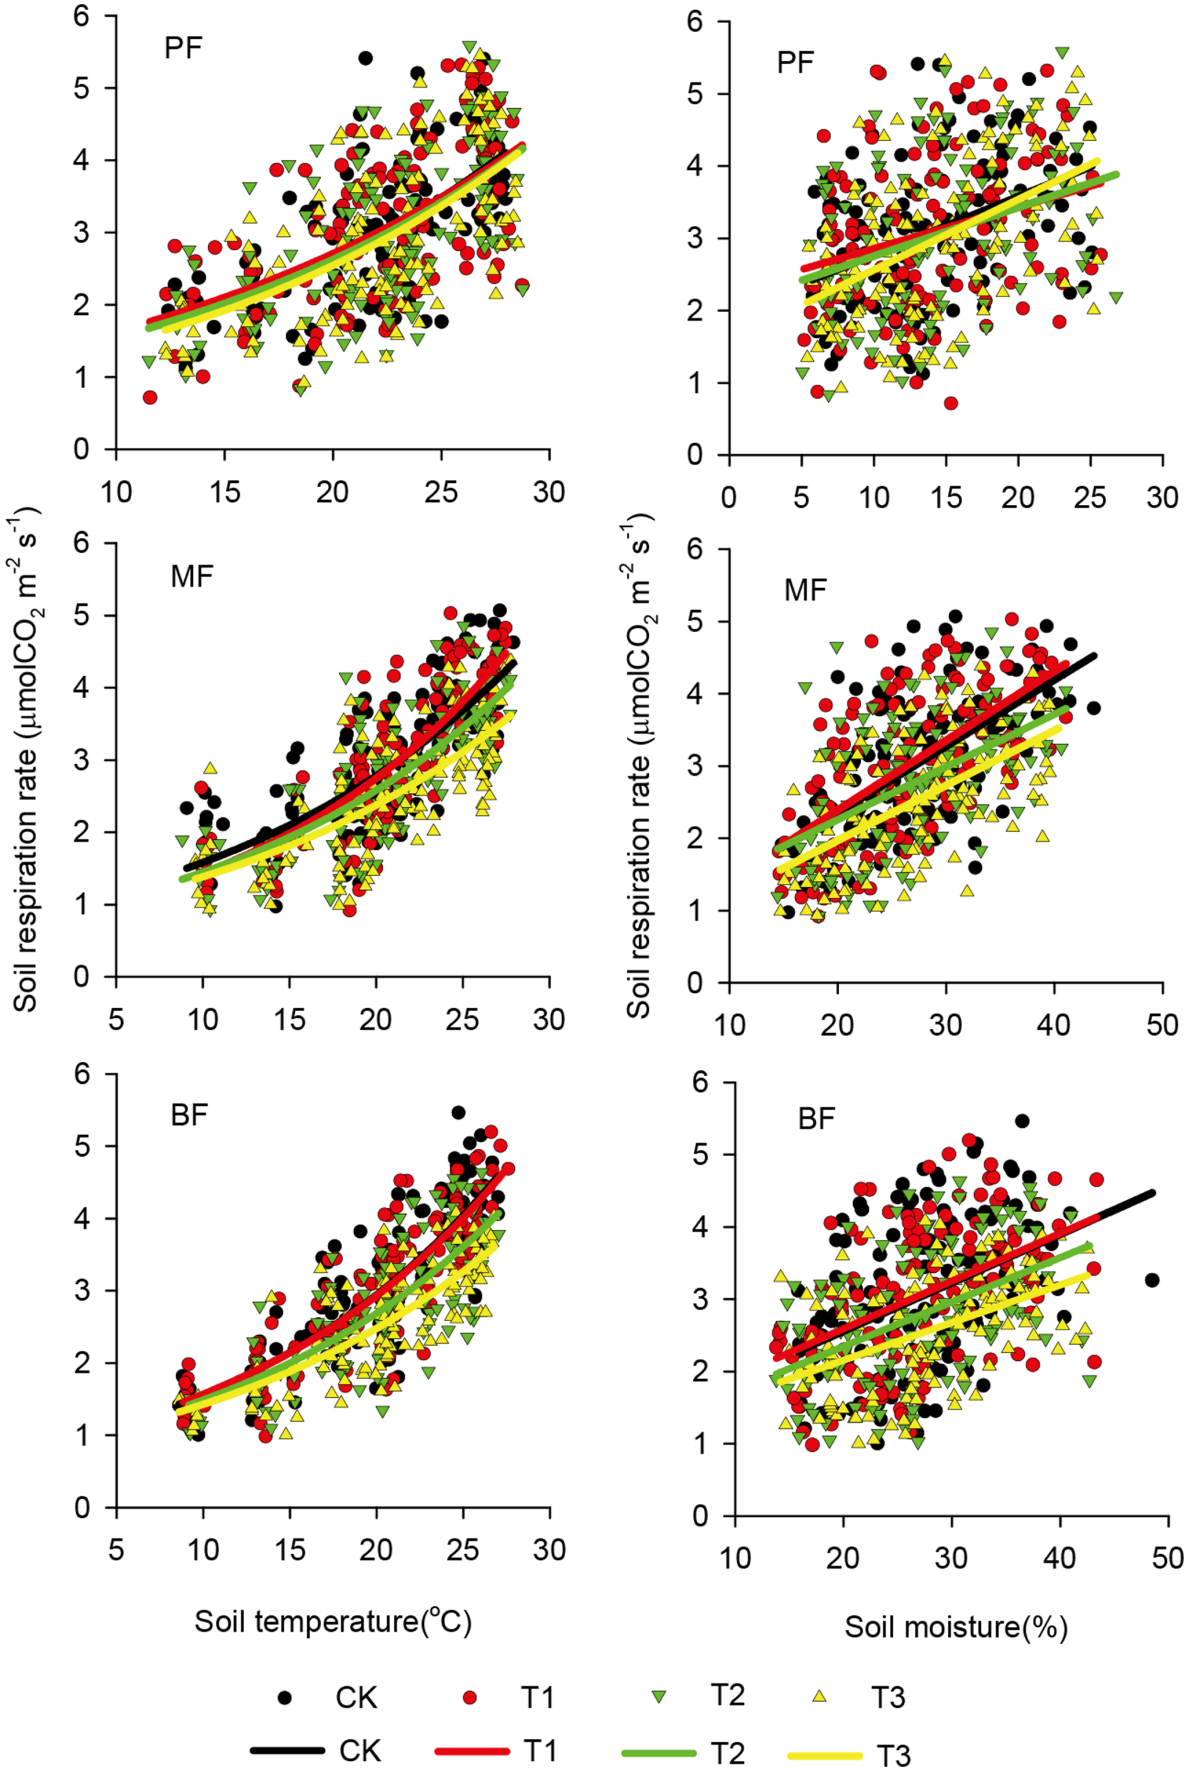 6 5 4 3 2 1 0
PF
10 15 20 25 30
6 5 4 3 2 1 0
PF
0 5 10 15 20 25 30
Soil respiration rate (μmolCO2 m-2 s-1)
6 5 4 3 2 1 0
MF
5 10 15 20 25 30
Soil respiration rate (μmolCO2 m-2 s-1)
6 5 4 3 2 1 0
MF
10 20 30 40 50
6 5 4 3 2 1 0
BF
5 10 15 20 25 30
6 5 4 3 2 1 0
BF
10 20 30 40 50
Soil temperature(oC)
Soil moisture(%)
CK T1 T2 T3
CK T1 T2 T3